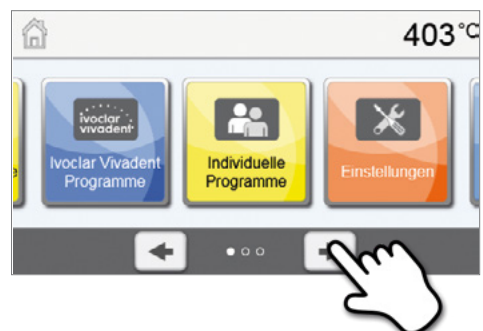 403°C
ivoclar
vivadent
Ivoclar Vivadent
Programme
Individuelle
Programme
Einstellungen